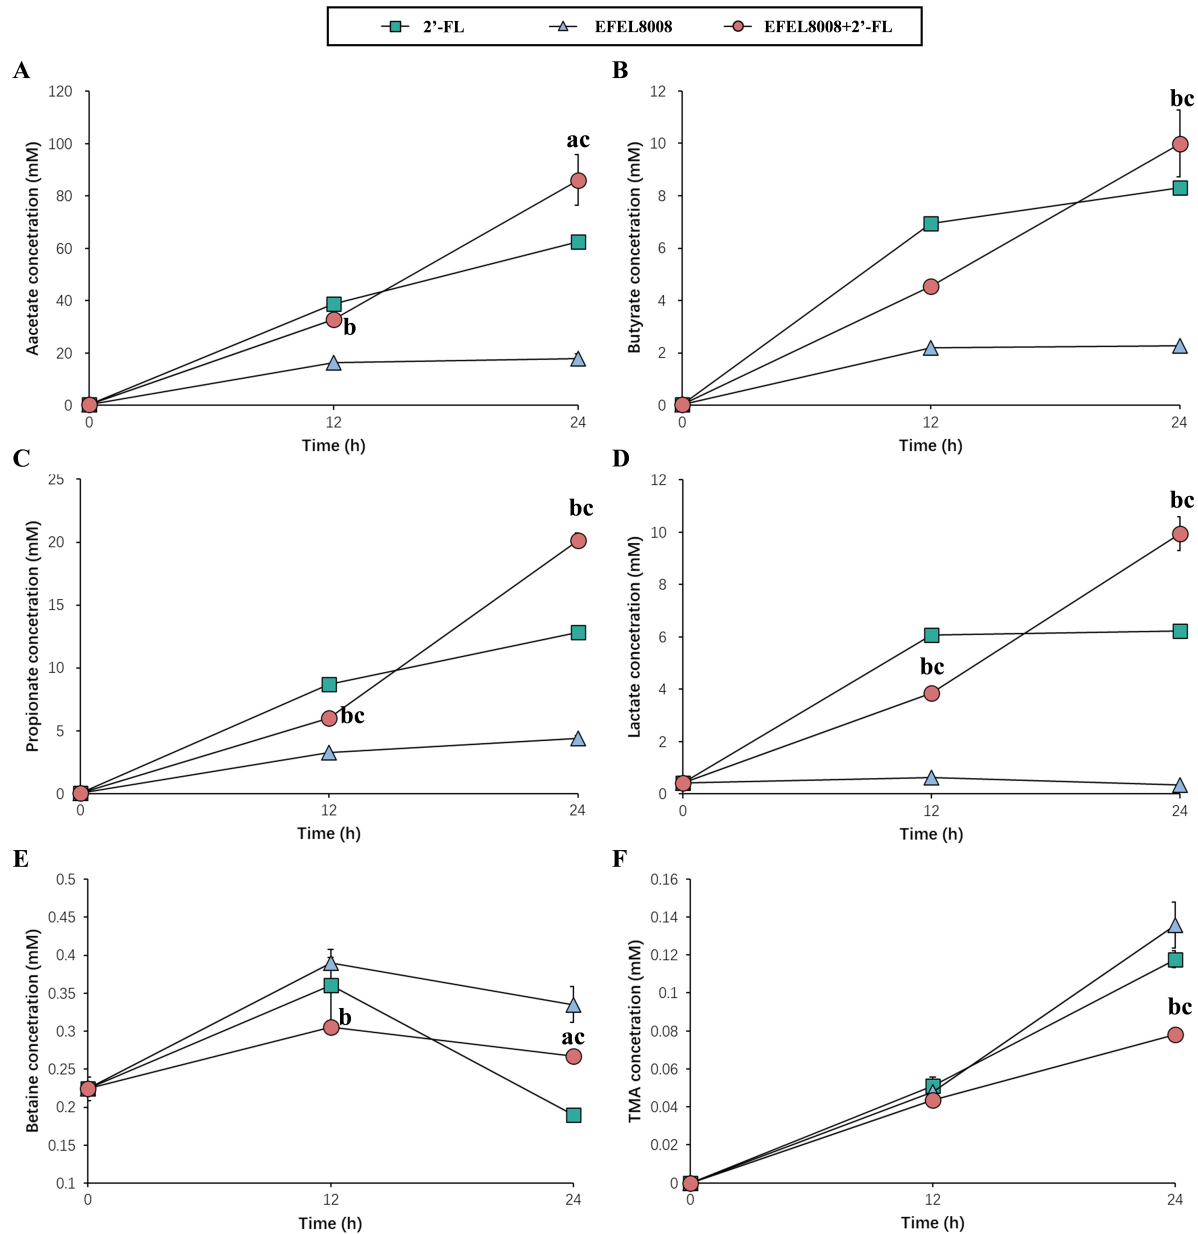 2’-FL EFEL8008 EFEL8008+2’-FL
A
120
100
80
60
40
20
0
Aacetate concetration (mM)
ac
b
0 12 24
Time (h)
B
12
10
8
6
4
2
0
Butyrate concetration (mM)
bc
0 12 24
Time (h)
C
25
20
15
10
5
0
Propionate concetration (mM)
bc
bc
0 12 24
Time (h)
D
12
10
8
6
4
2
0
Lactate concetration (mM)
bc
bc
0 12 24
Time (h)
E
0.5
0.45
0.4
0.35
0.3
0.25
0.2
0.15
0.1
Betaine concetration (mM)
b
ac
0 12 24
Time (h)
F
0.16
0.14
0.12
0.1
0.08
0.06
0.04
0.02
0
TMA concetration (mM)
bc
0 12 24
Time (h)